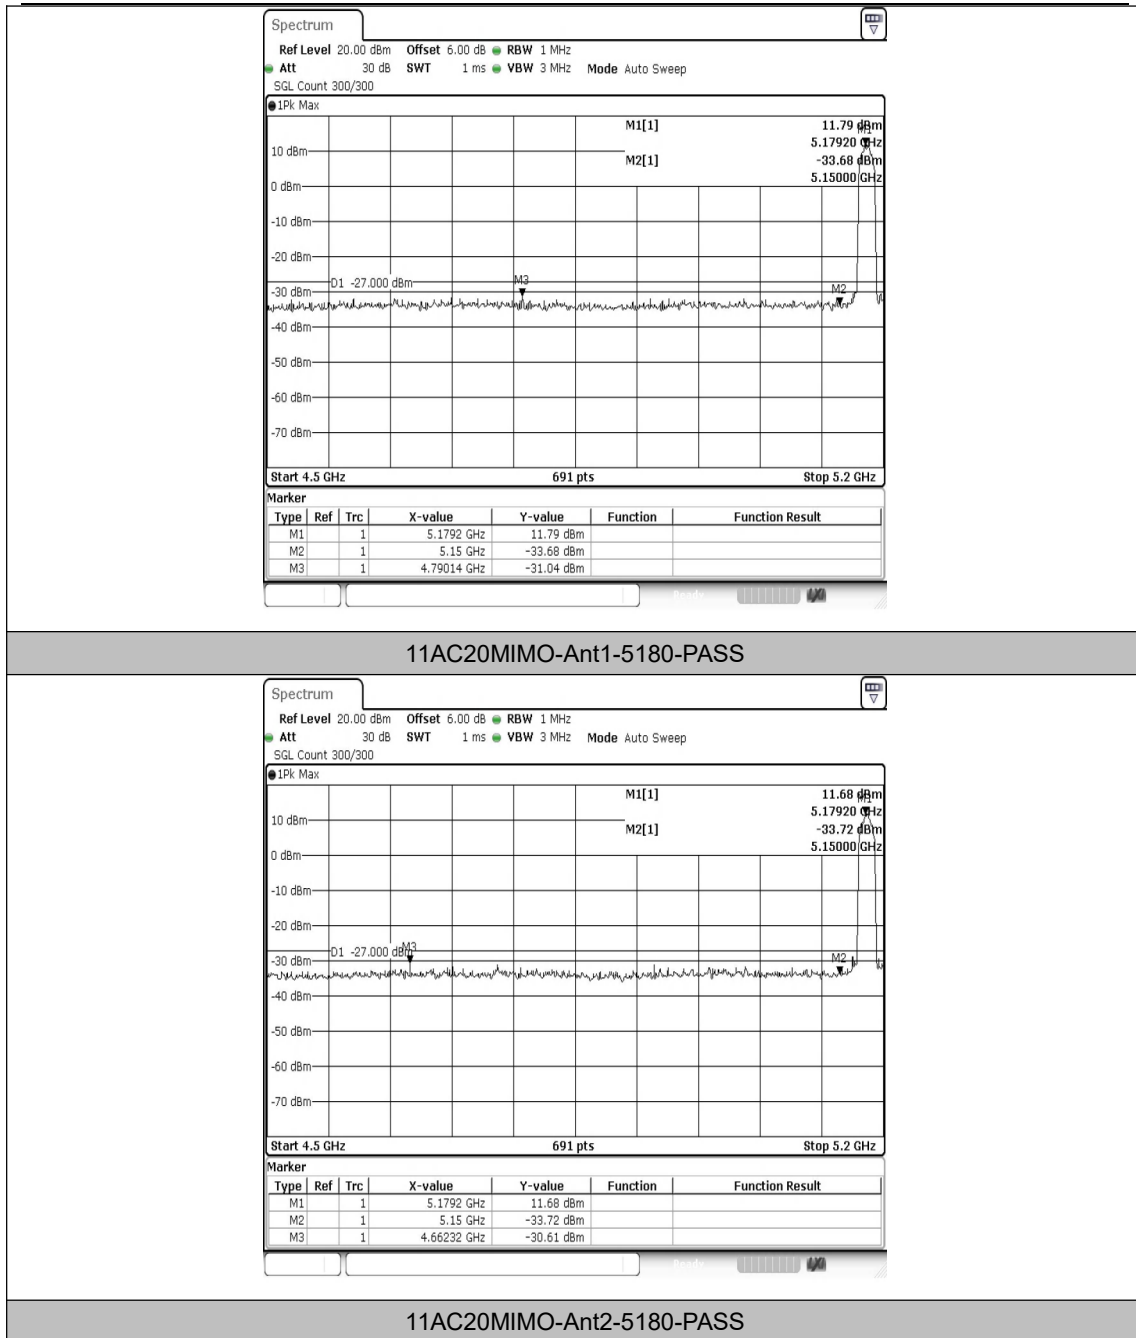 Spectrum
Ref Level 20.00 dBm Offset 6.00 dB RBW 1 MHz
Att 30 dB SWT 1 ms VBW 3 MHz Mode Auto Sweep
SGL Count 300/300
1Pk Max
M1[1] 11.79 dBm
M1
5.17920 GHz
10 dBm
M2[1] -33.68 dBm
5.15000 GHz
0 dBm
-10 dBm
-20 dBm
D1 -27.000 dBm
M3
M2
-30 dBm
-40 dBm
-50 dBm
-60 dBm
-70 dBm
Start 4.5 GHz 691 pts Stop 5.2 GHz
Marker
Type Ref Trc X-value Y-value Function Function Result
M1 1 5.1792 GHz 11.79 dBm
M2 1 5.15 GHz -33.68 dBm
M3 1 4.79014 GHz -31.04 dBm
Ready
11AC20MIMO-Ant1-5180-PASS
Spectrum
Ref Level 20.00 dBm Offset 6.00 dB RBW 1 MHz
Att 30 dB SWT 1 ms VBW 3 MHz Mode Auto Sweep
SGL Count 300/300
1Pk Max
M1[1] 11.68 dBm
M1
5.17920 GHz
10 dBm
M2[1] -33.72 dBm
5.15000 GHz
0 dBm
-10 dBm
-20 dBm
D1 -27.000 dBm
M3
M2
-30 dBm
-40 dBm
-50 dBm
-60 dBm
-70 dBm
Start 4.5 GHz 691 pts Stop 5.2 GHz
Marker
Type Ref Trc X-value Y-value Function Function Result
M1 1 5.1792 GHz 11.68 dBm
M2 1 5.15 GHz -33.72 dBm
M3 1 4.66232 GHz -30.61 dBm
Ready
11AC20MIMO-Ant2-5180-PASS